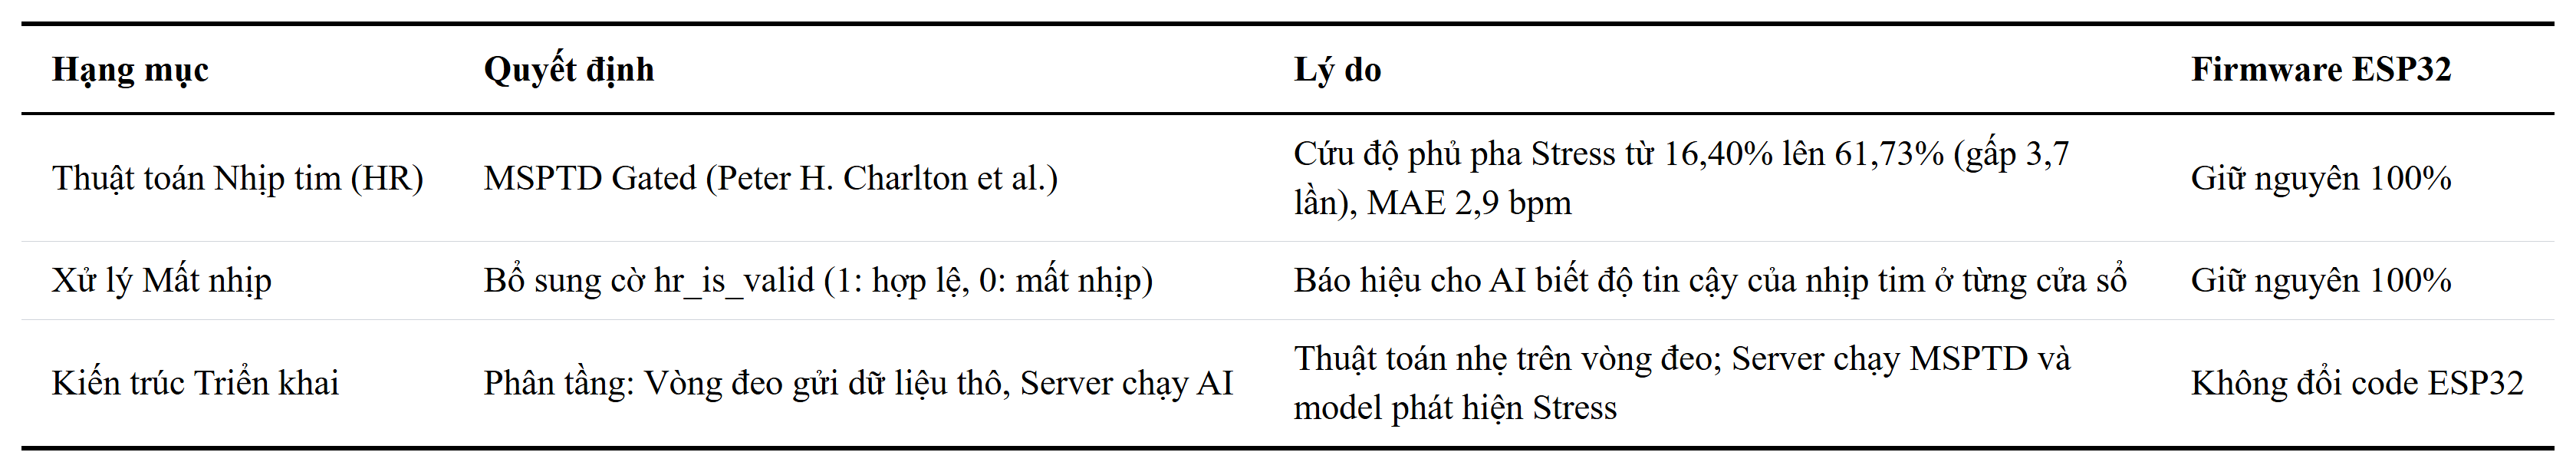 Hạng mục Quyết định Lý do Firmware ESP32
Thuật toán Nhịp tim (HR) MSPTD Gated (Peter H. Charlton et al.) Cứu độ phủ pha Stress từ 16,40% lên 61,73% (gấp 3,7
lần), MAE 2,9 bpm Giữ nguyên 100%
Xử lý Mất nhịp Bổ sung cờ hr_is_valid (1: hợp lệ, 0: mất nhịp) Báo hiệu cho AI biết độ tin cậy của nhịp tim ở từng cửa sổ Giữ nguyên 100%
Kiến trúc Triển khai Phân tầng: Vòng đeo gửi dữ liệu thô, Server chạy AI Thuật toán nhẹ trên vòng đeo; Server chạy MSPTD và
model phát hiện Stress Không đổi code ESP32